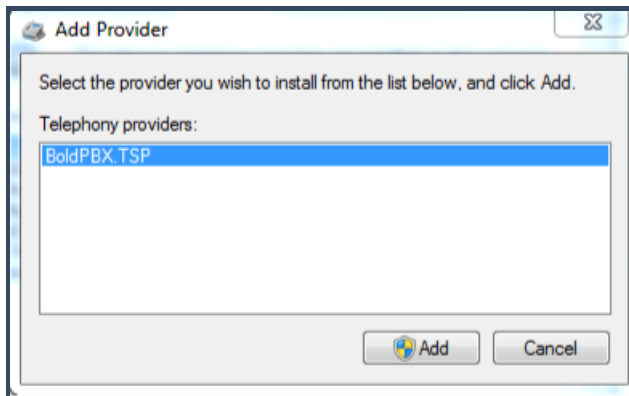 Add Provider
Select the provider you wish to install from the list below, and click Add.
Telephony providers:
BoldPBX.TSP
Add
Cancel